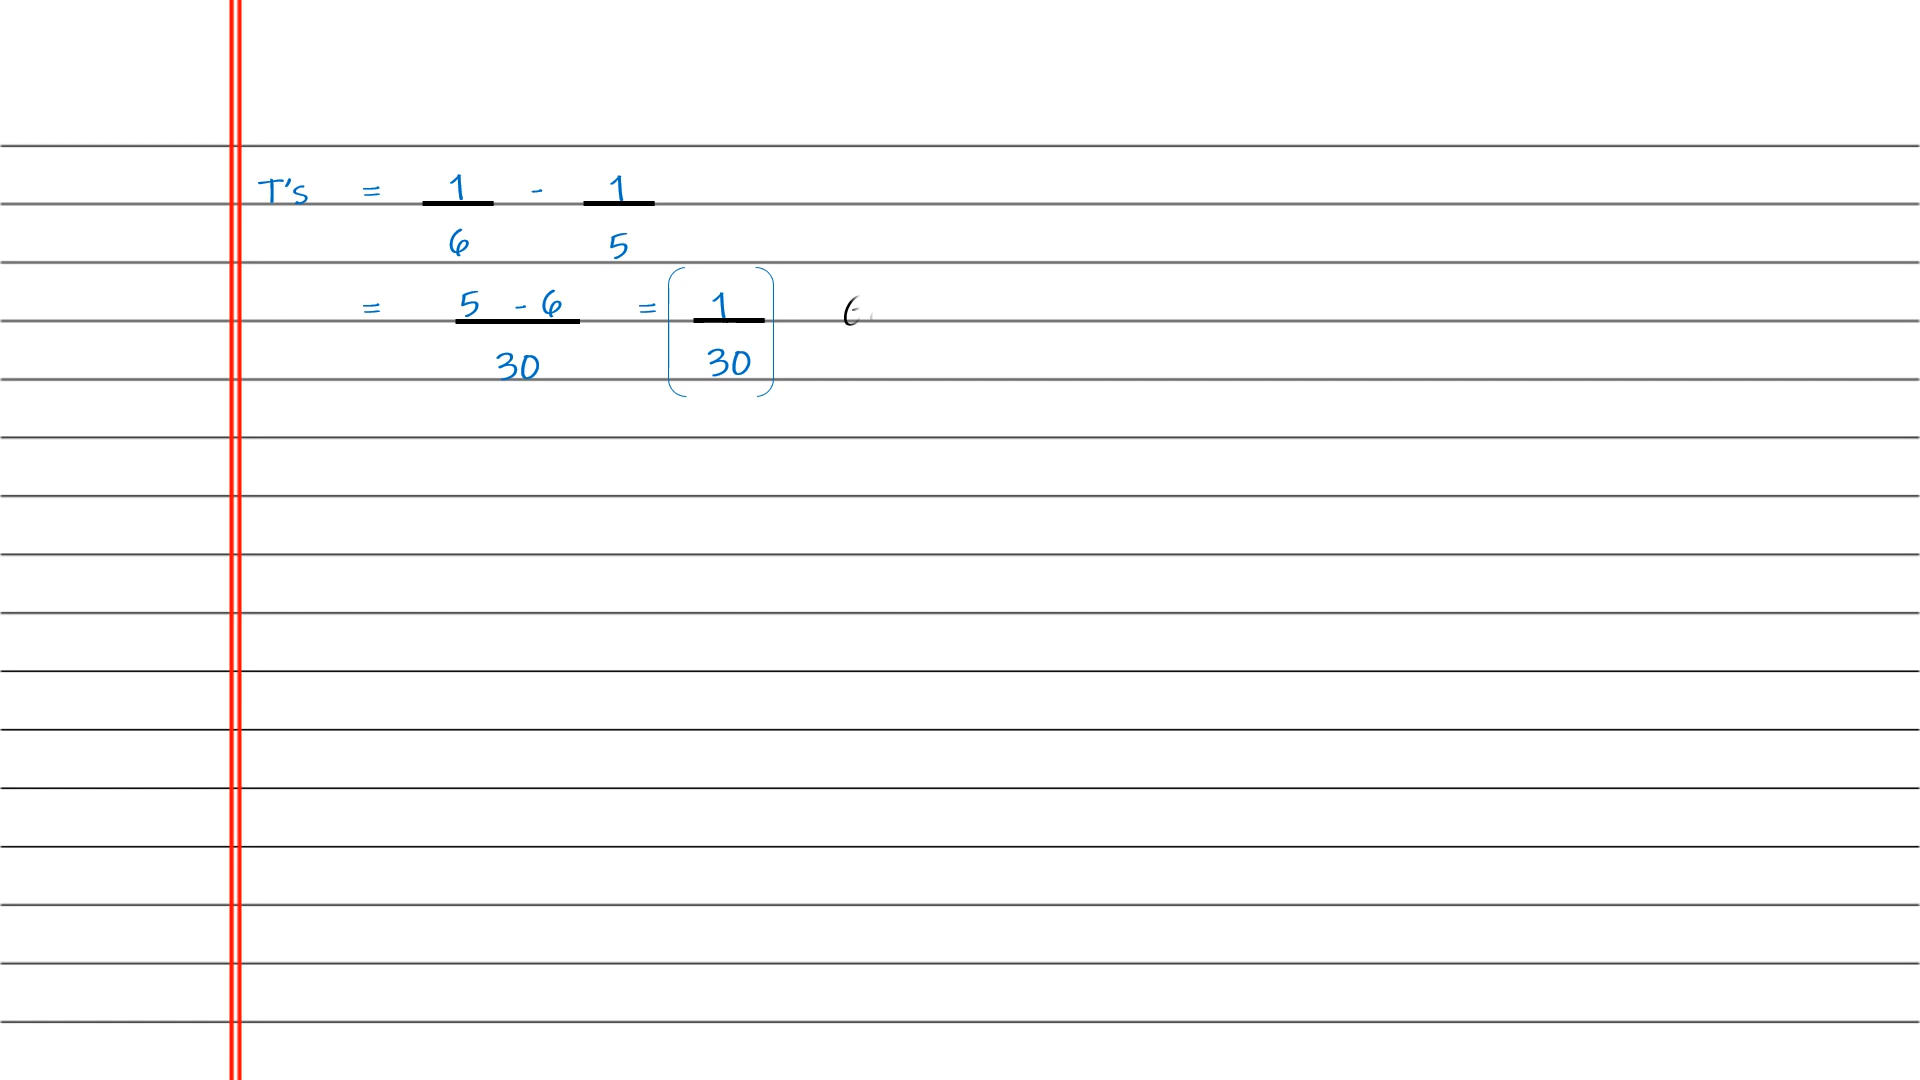 T's = 1/6 - 1/5
= 5 - 6/30 = (1/30)